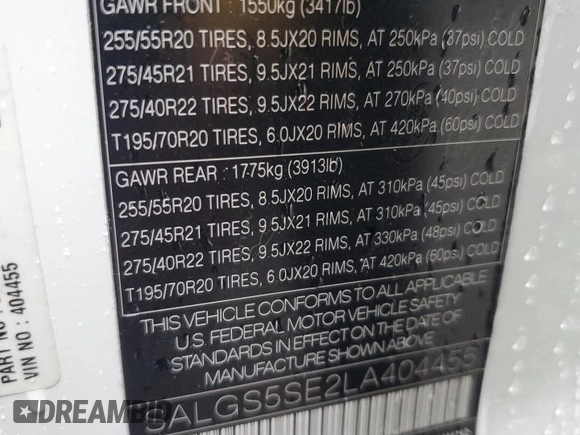 GAWR FRONT : 1550kg (3417lb)
255/55R20 TIRES, 8.5JX20 RIMS, AT 250kPa (37psi) COLD
275/45R21 TIRES, 9.5JX21 RIMS, AT 250kPa (37psi) COLD
275/40R22 TIRES, 9.5JX22 RIMS, AT 270kPa (40psi) COLD
T195/70R20 TIRES, 6.0JX20 RIMS, AT 420kPa (60psi) COLD
GAWR REAR : 1775kg (3913lb)
255/55R20 TIRES, 8.5JX20 RIMS, AT 310kPa (45psi) COLD
275/45R21 TIRES, 9.5JX21 RIMS, AT 310kPa (45psi) COLD
275/40R22 TIRES, 9.5JX22 RIMS, AT 330kPa (48psi) COLD
T195/70R20 TIRES, 6.0JX20 RIMS, AT 420kPa (60psi) COLD
THIS VEHICLE CONFORMS TO ALL APPLICABLE
U.S. FEDERAL MOTOR VEHICLE SAFETY
STANDARDS IN EFFECT ON THE DATE OF
MANUFACTURE SHOWN ABOVE
SALGS5SE2LA404455
PART NO
VIN NO : 404455
DREAMBID